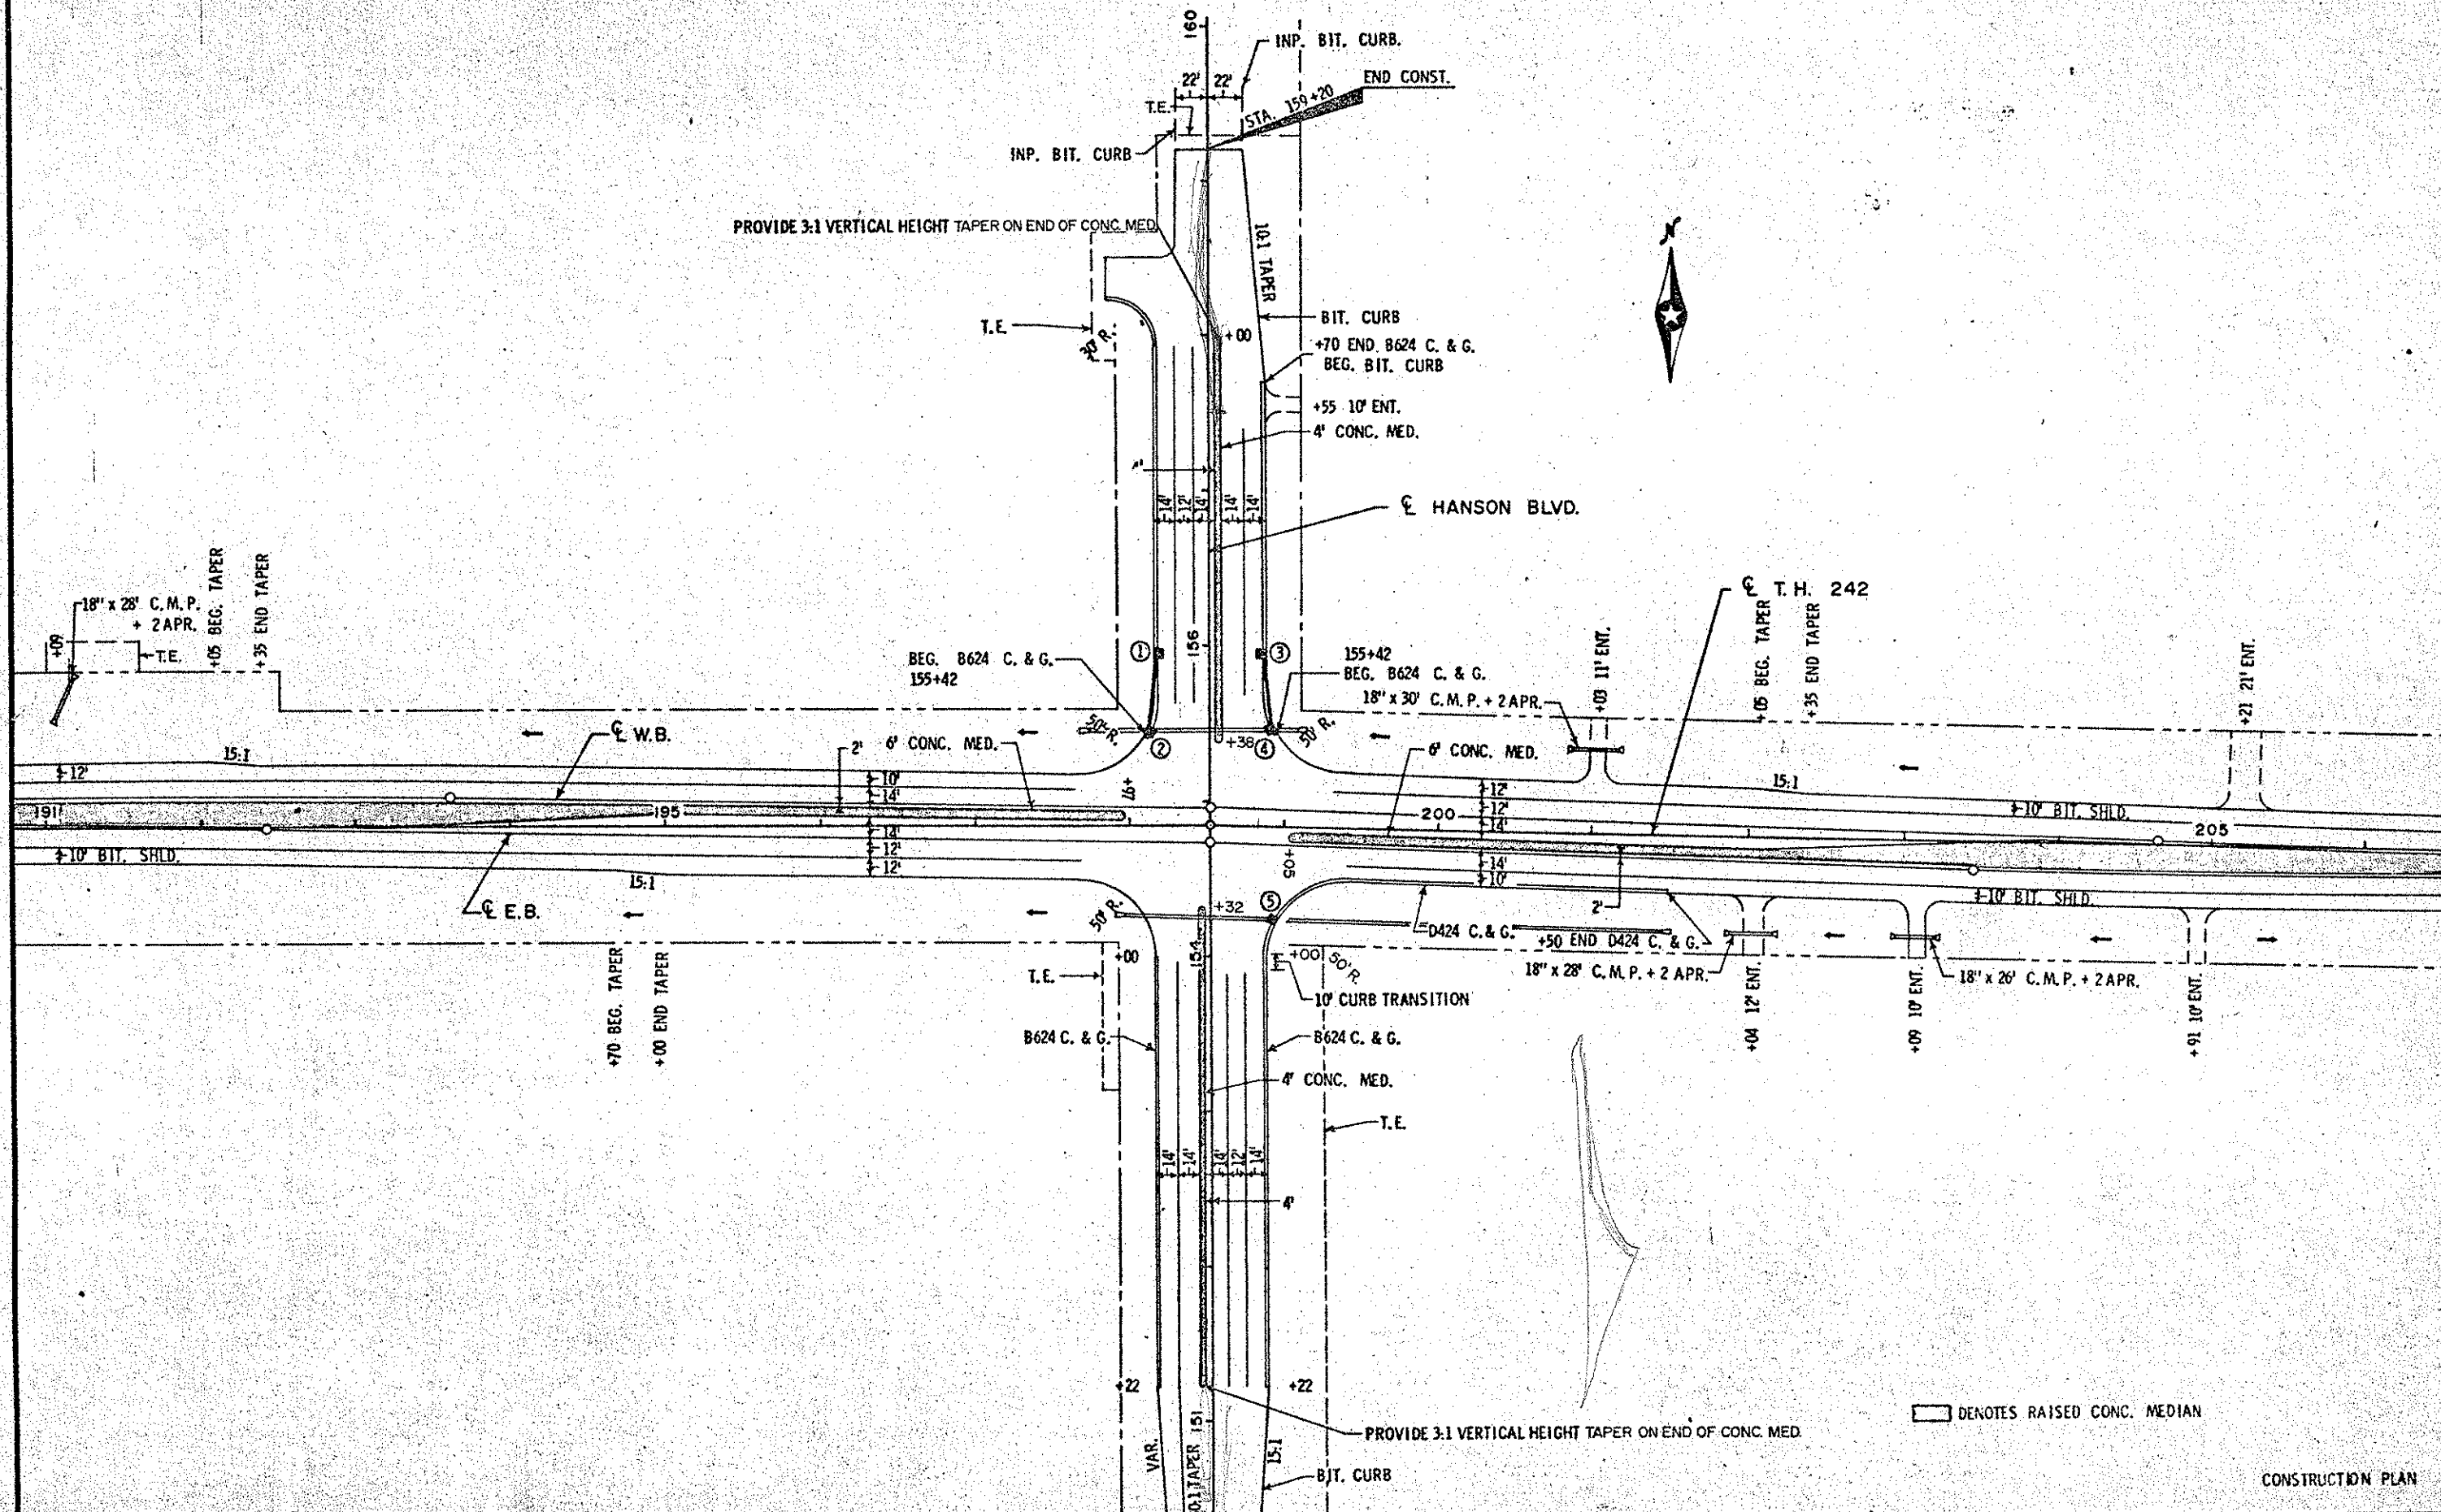 160
INP. BIT. CURB.
22' 22'
END CONST.
STA. 159+20
T.E.
INP. BIT. CURB
PROVIDE 3:1 VERTICAL HEIGHT TAPER ON END OF CONC. MED.
10:1 TAPER
N
BIT. CURB
T.E.
30' R.
+00
+70 END B624 C. & G.
BEG. BIT. CURB
+55 10' ENT.
4' CONC. MED.
14' 12' 14' 14' 14'
℄ HANSON BLVD.
18" x 28' C.M.P.
+ 2 APR.
+09
T.E.
+05 BEG. TAPER
+35 END TAPER
℄ T.H. 242
BEG. B624 C. & G.
155+42
1
156
3
155+42
BEG. B624 C. & G.
18" x 30' C.M.P. + 2 APR.
+03 11' ENT.
+05 BEG. TAPER
+35 END TAPER
+21 21' ENT.
℄ W.B.
2'
6' CONC. MED.
50' R.
2
+38
4
50' R.
6' CONC. MED.
15:1
12'
10'
14'
+97
12'
12'
14'
15:1
10' BIT. SHLD.
191
195
200
205
10' BIT. SHLD.
14'
12'
12'
+05
14'
10'
15:1
℄ E.B.
50' R.
+32
5
D424 C. & G.
2'
+50 END D424 C. & G.
10' BIT. SHLD.
+70 BEG. TAPER
+00 END TAPER
+00
154
+00
50' R.
T.E.
10' CURB TRANSITION
18" x 28' C.M.P. + 2 APR.
+04 12' ENT.
+09 10' ENT.
18" x 26' C.M.P. + 2 APR.
+91 10' ENT.
B624 C. & G.
B624 C. & G.
4' CONC. MED.
T.E.
14' 14' 14' 12' 14'
4'
+22
+22
151
PROVIDE 3:1 VERTICAL HEIGHT TAPER ON END OF CONC. MED.
DENOTES RAISED CONC. MEDIAN
VAR.
TAPER
15:1
BIT. CURB
CONSTRUCTION PLAN